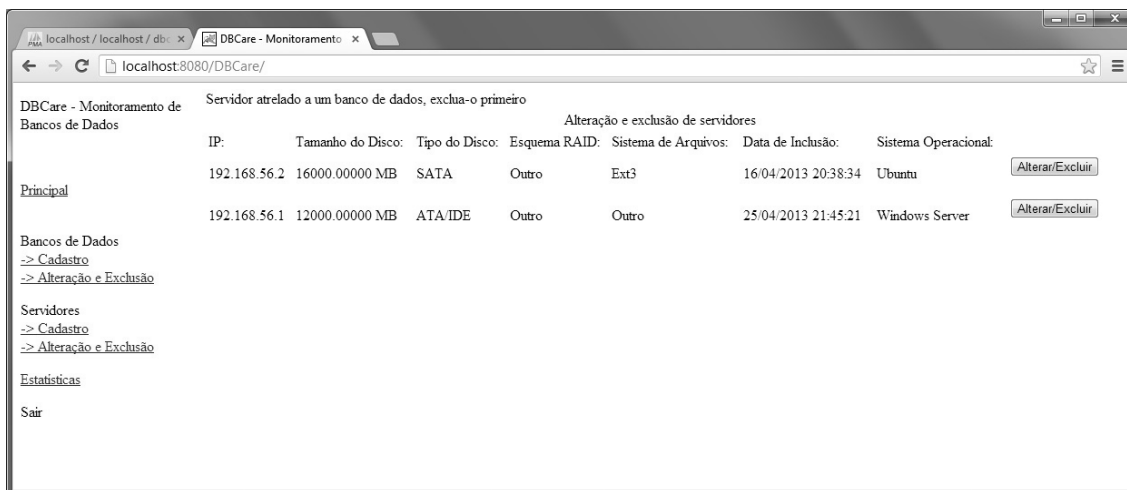 localhost / localhost / dbc
DBCare - Monitoramento
localhost:8080/DBCare/
DBCare - Monitoramento de
Bancos de Dados
Principal
Bancos de Dados
-> Cadastro
-> Alteração e Exclusão
Servidores
-> Cadastro
-> Alteração e Exclusão
Estatisticas
Sair
Servidor atrelado a um banco de dados, exclua-o primeiro
Alteração e exclusão de servidores
IP: Tamanho do Disco: Tipo do Disco: Esquema RAID: Sistema de Arquivos: Data de Inclusão: Sistema Operacional:
192.168.56.2 16000.00000 MB SATA Outro Ext3 16/04/2013 20:38:34 Ubuntu Alterar/Excluir
192.168.56.1 12000.00000 MB ATA/IDE Outro Outro 25/04/2013 21:45:21 Windows Server Alterar/Excluir